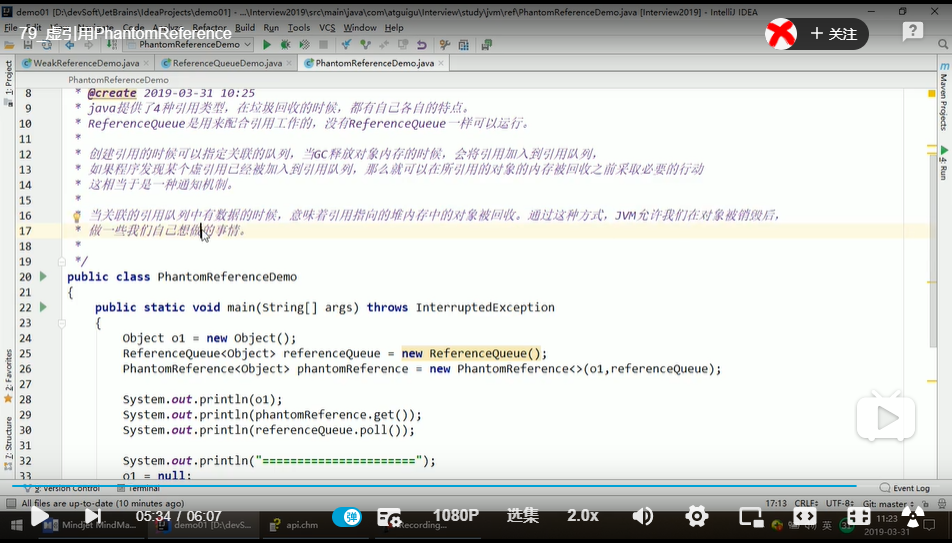 demo01 [D:\devSoft\JetBrains\IdeaProjects\demo01] - ...\Interview2019\src\main\java\com\atguigu\Interview\study\jvm\ref\PhantomReferenceDemo.java [Interview2019] - IntelliJ IDEA
79_虚引用PhantomReference
Refactor Build Run Tools VCS Window Help
+ 关注
PhantomReferenceDemo
WeakReferenceDemo.java × ReferenceQueueDemo.java × PhantomReferenceDemo.java ×
PhantomReferenceDemo
1: Project
Maven Projects
4: Run
8 * @create 2019-03-31 10:25
9 * java提供了4种引用类型，在垃圾回收的时候，都有自己各自的特点。
10 * ReferenceQueue是用来配合引用工作的，没有ReferenceQueue一样可以运行。
11 *
12 * 创建引用的时候可以指定关联的队列，当GC释放对象内存的时候，会将引用加入到引用队列，
13 * 如果程序发现某个虚引用已经被加入到引用队列，那么就可以在所引用的对象的内存被回收之前采取必要的行动
14 * 这相当于是一种通知机制。
15 *
16 * 当关联的引用队列中有数据的时候，意味着引用指向的堆内存中的对象被回收。通过这种方式，JVM允许我们在对象被销毁后，
17 * 做一些我们自己想做的事情。
18 *
19 */
20 public class PhantomReferenceDemo
21 {
22 public static void main(String[] args) throws InterruptedException
23 {
24 Object o1 = new Object();
25 ReferenceQueue<Object> referenceQueue = new ReferenceQueue();
26 PhantomReference<Object> phantomReference = new PhantomReference<>(o1,referenceQueue);
27
28 System.out.println(o1);
29 System.out.println(phantomReference.get());
30 System.out.println(referenceQueue.poll());
31
32 System.out.println("======================");
33 o1 = null;
2: Favorites
7: Structure
9: Version Control Terminal Event Log
All files are up-to-date (10 minutes ago) 17:13 CRLF: UTF-8: Git: master
05:34 / 06:07 弹 1080P 选集 2.0x
Mindjet MindMa... demo01 [D:\devS... api.chm Recording... 英 11:23
2019-03-31